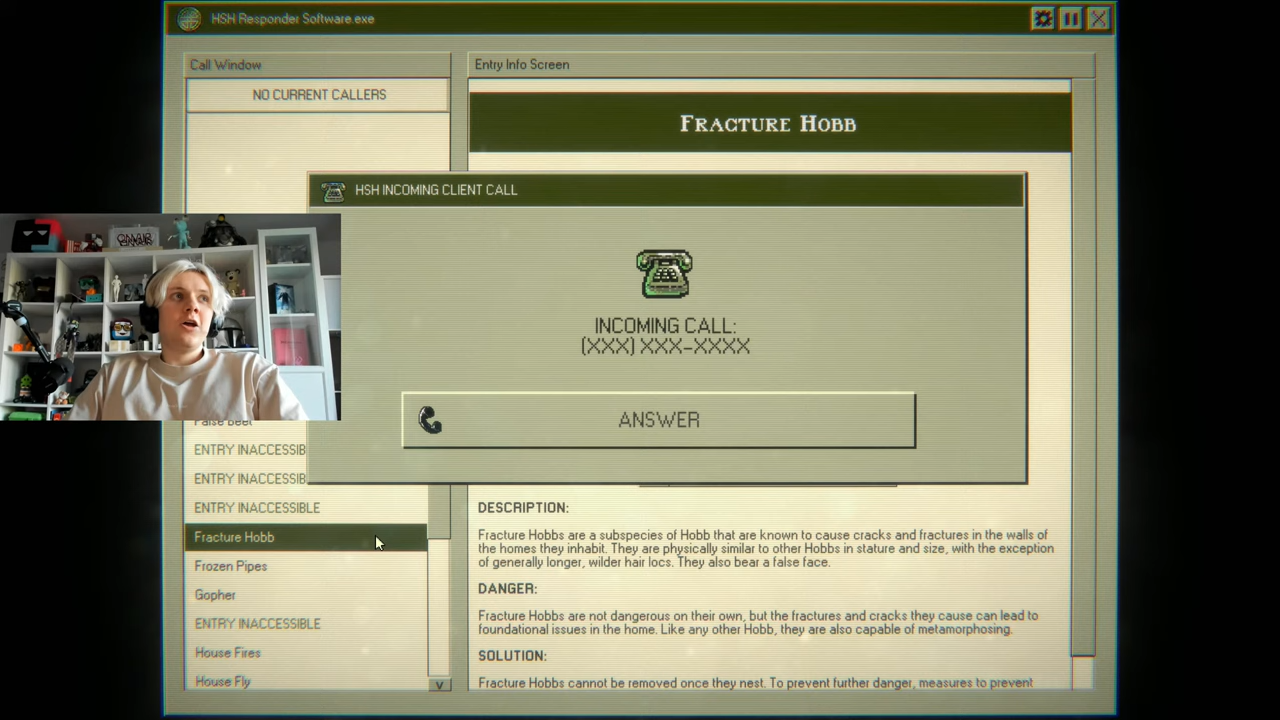 HSH Responder Software.exe
Call Window
Entry Info Screen
NO CURRENT CALLERS
FRACTURE HOBB
HSH INCOMING CLIENT CALL
INCOMING CALL:
(XXX) XXX-XXXX
ANSWER
False Beet
ENTRY INACCESSIB
ENTRY INACCESSIB
ENTRY INACCESSIBLE
Fracture Hobb
Frozen Pipes
Gopher
ENTRY INACCESSIBLE
House Fires
House Fly
DESCRIPTION:
Fracture Hobbs are a subspecies of Hobb that are known to cause cracks and fractures in the walls of
the homes they inhabit. They are physically similar to other Hobbs in stature and size, with the exception
of generally longer, wilder hair locs. They also bear a false face.
DANGER:
Fracture Hobbs are not dangerous on their own, but the fractures and cracks they cause can lead to
foundational issues in the home. Like any other Hobb, they are also capable of metamorphosing.
SOLUTION:
Fracture Hobbs cannot be removed once they nest. To prevent further danger, measures to prevent